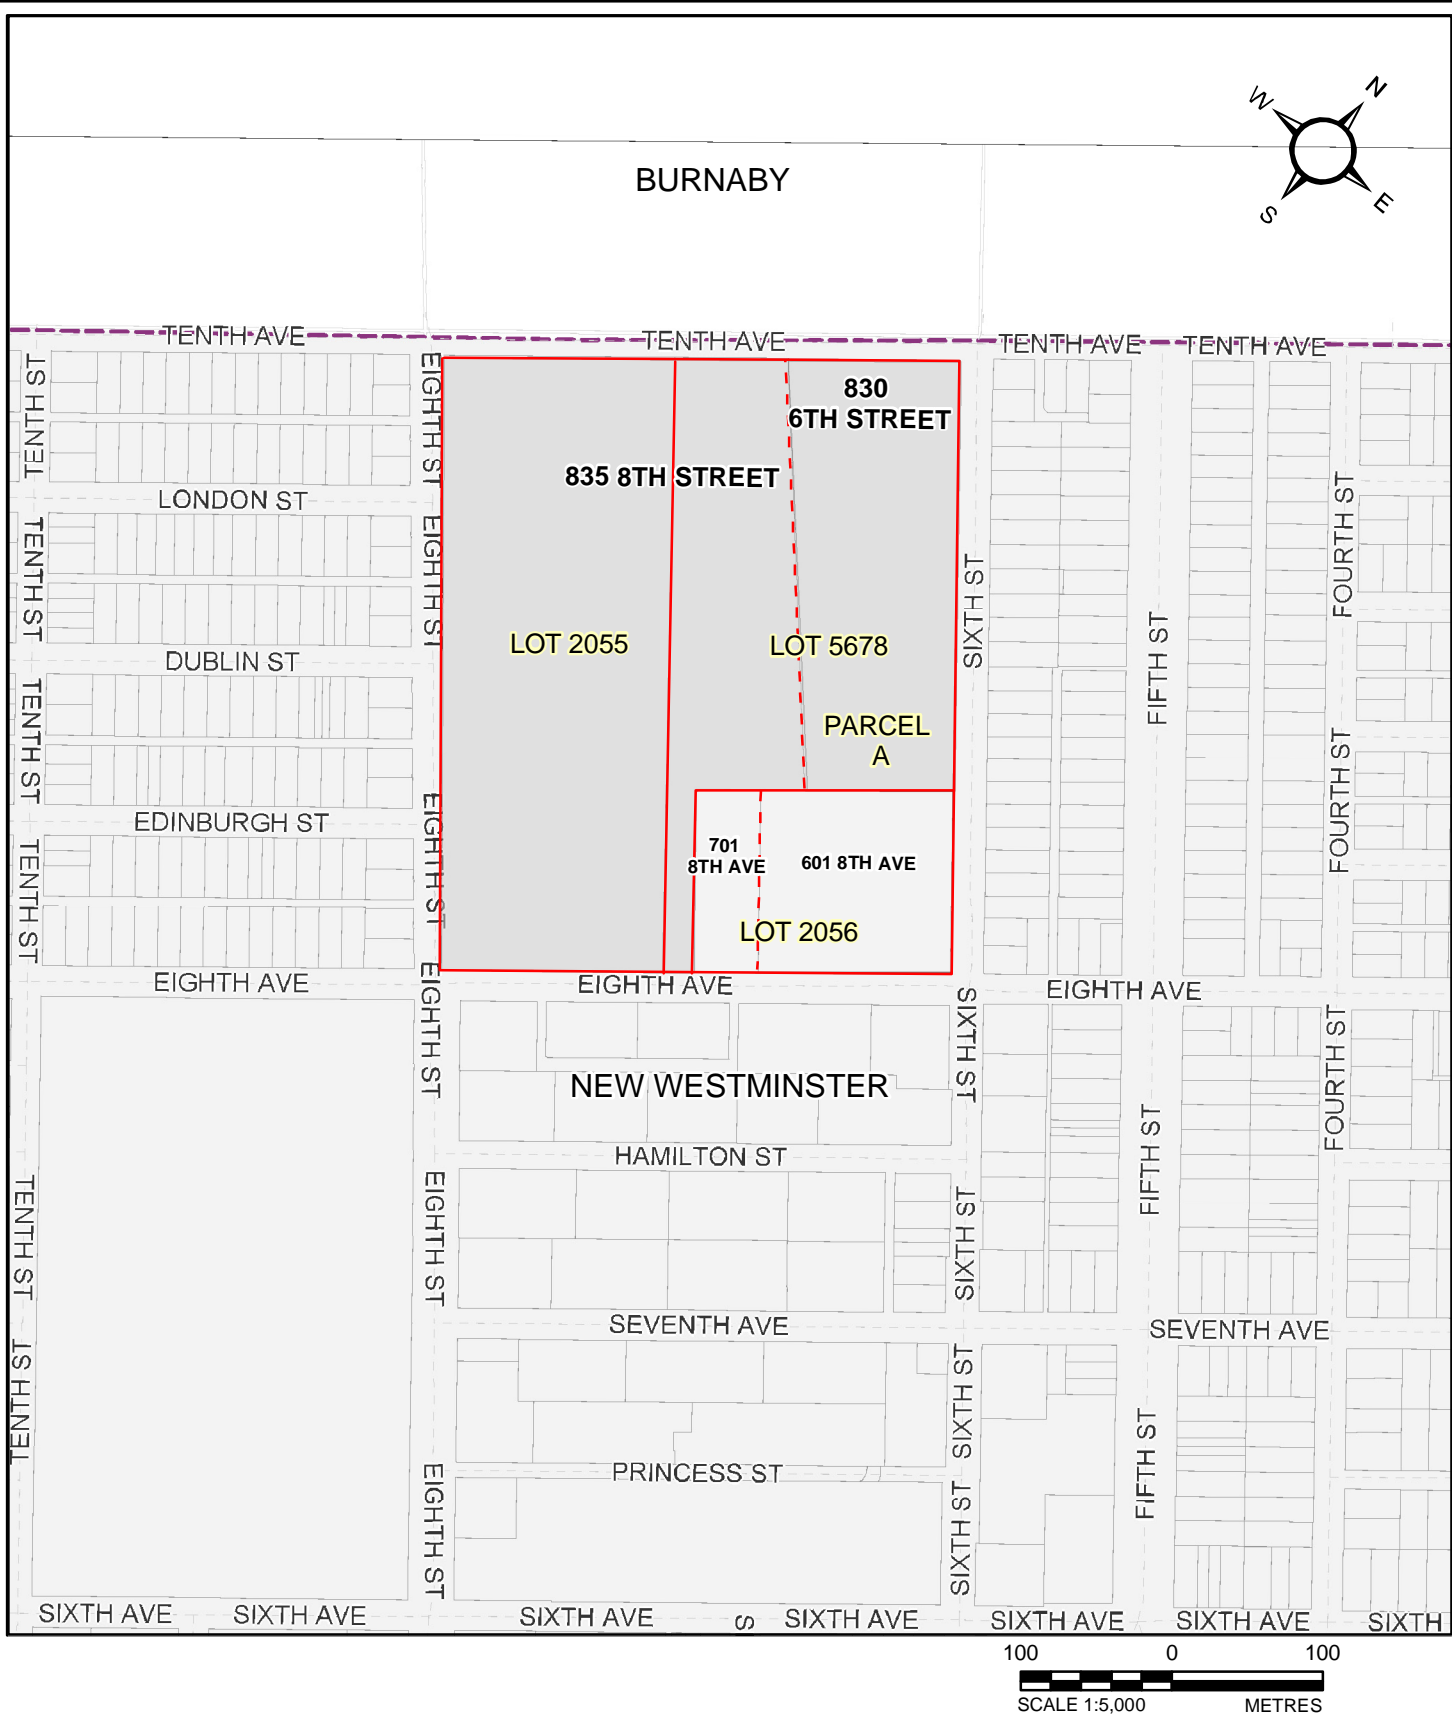 N
W
E
S
BURNABY
TENTH AVE
TENTH AVE
TENTH AVE
TENTH AVE
TENTH ST
EIGHTH ST
830
6TH STREET
835 8TH STREET
LONDON ST
FOURTH ST
TENTH ST
EIGHTH ST
SIXTH ST
FIFTH ST
LOT 2055
LOT 5678
DUBLIN ST
TENTH ST
PARCEL
A
FOURTH ST
EDINBURGH ST
EIGHTH ST
701
8TH AVE
601 8TH AVE
TENTH ST
LOT 2056
EIGHTH AVE
EIGHTH AVE
EIGHTH AVE
EIGHTH ST
SIXTH ST
FOURTH ST
NEW WESTMINSTER
FIFTH ST
HAMILTON ST
TENTH ST
EIGHTH ST
SIXTH ST
SEVENTH AVE
SEVENTH AVE
TENTH ST
SIXTH ST
FIFTH ST
PRINCESS ST
EIGHTH ST
SIXTH ST
SIXTH AVE
SIXTH AVE
SIXTH AVE
S
SIXTH AVE
SIXTH AVE
SIXTH AVE
SIXTH
100 0 100
SCALE 1:5,000 METRES